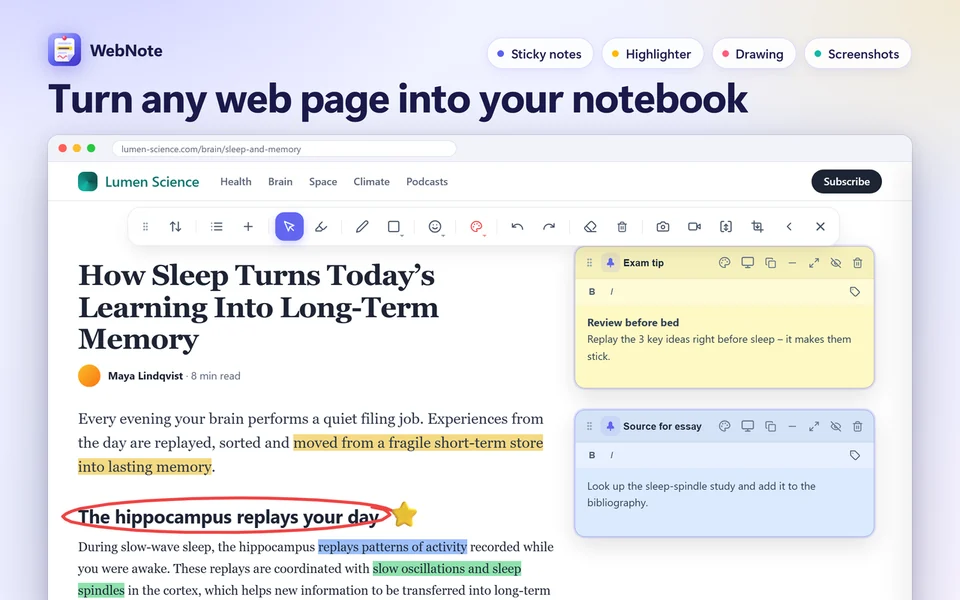 WebNote
Sticky notes
Highlighter
Drawing
Screenshots
Turn any web page into your notebook
lumen-science.com/brain/sleep-and-memory
Lumen Science
Health
Brain
Space
Climate
Podcasts
Subscribe
How Sleep Turns Today’s
Learning Into Long-Term
Memory
Maya Lindqvist · 8 min read
Every evening your brain performs a quiet filing job. Experiences from
the day are replayed, sorted and moved from a fragile short-term store
into lasting memory.
The hippocampus replays your day
During slow-wave sleep, the hippocampus replays patterns of activity recorded while
you were awake. These replays are coordinated with slow oscillations and sleep
spindles in the cortex, which helps new information to be transferred into long-term
Exam tip
B I
Review before bed
Replay the 3 key ideas right before sleep – it makes them
stick.
Source for essay
B I
Look up the sleep-spindle study and add it to the
bibliography.